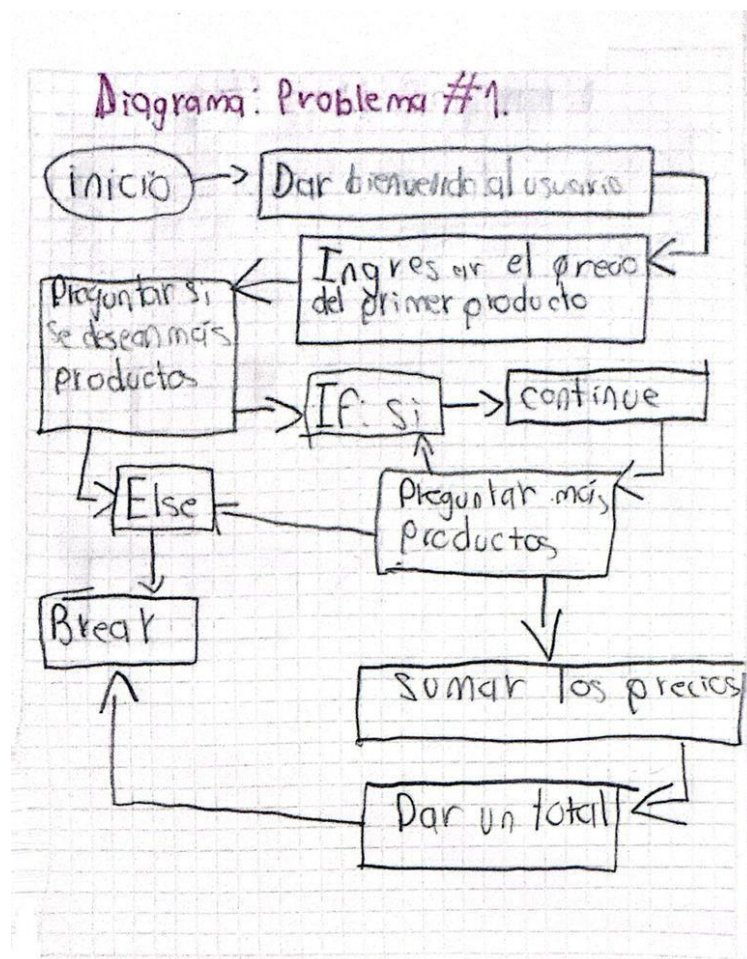 Diagrama: Problema #1.
inicio
Dar bienvenida al usuario
Ingresar el precio
del primer producto
Preguntar si
se desean más
productos
If: si
continue
Else
Preguntar más
productos
Break
sumar los precios
Dar un total